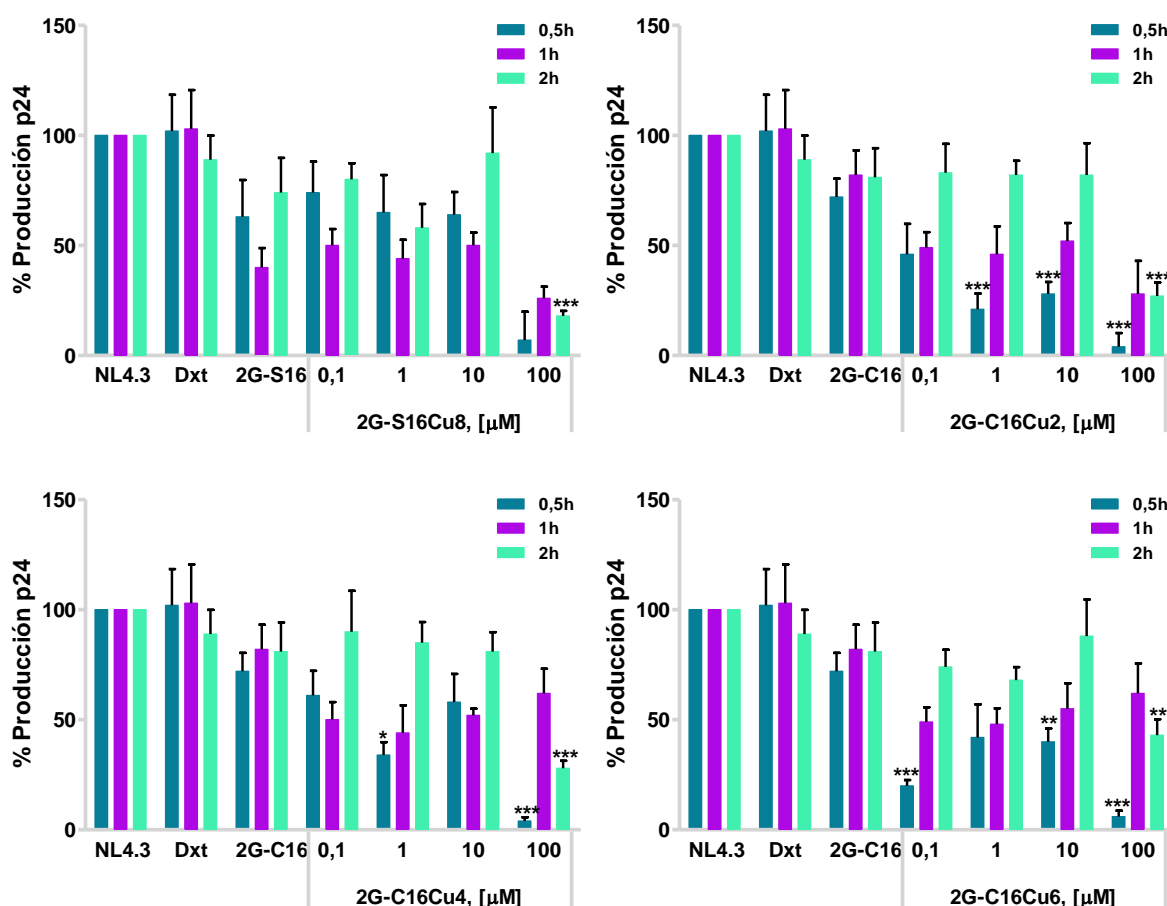 150
100
50
0
% Producción p24
0,5h
1h
2h
***
NL4.3 Dxt 2G-S16 0,1 1 10 100
2G-S16Cu8, [µM]
150
100
50
0
% Producción p24
0,5h
1h
2h
*** *** *** ***
NL4.3 Dxt 2G-C16 0,1 1 10 100
2G-C16Cu2, [µM]
150
100
50
0
% Producción p24
0,5h
1h
2h
* *** ***
NL4.3 Dxt 2G-C16 0,1 1 10 100
2G-C16Cu4, [µM]
150
100
50
0
% Producción p24
0,5h
1h
2h
*** ** *** **
NL4.3 Dxt 2G-C16 0,1 1 10 100
2G-C16Cu6, [µM]